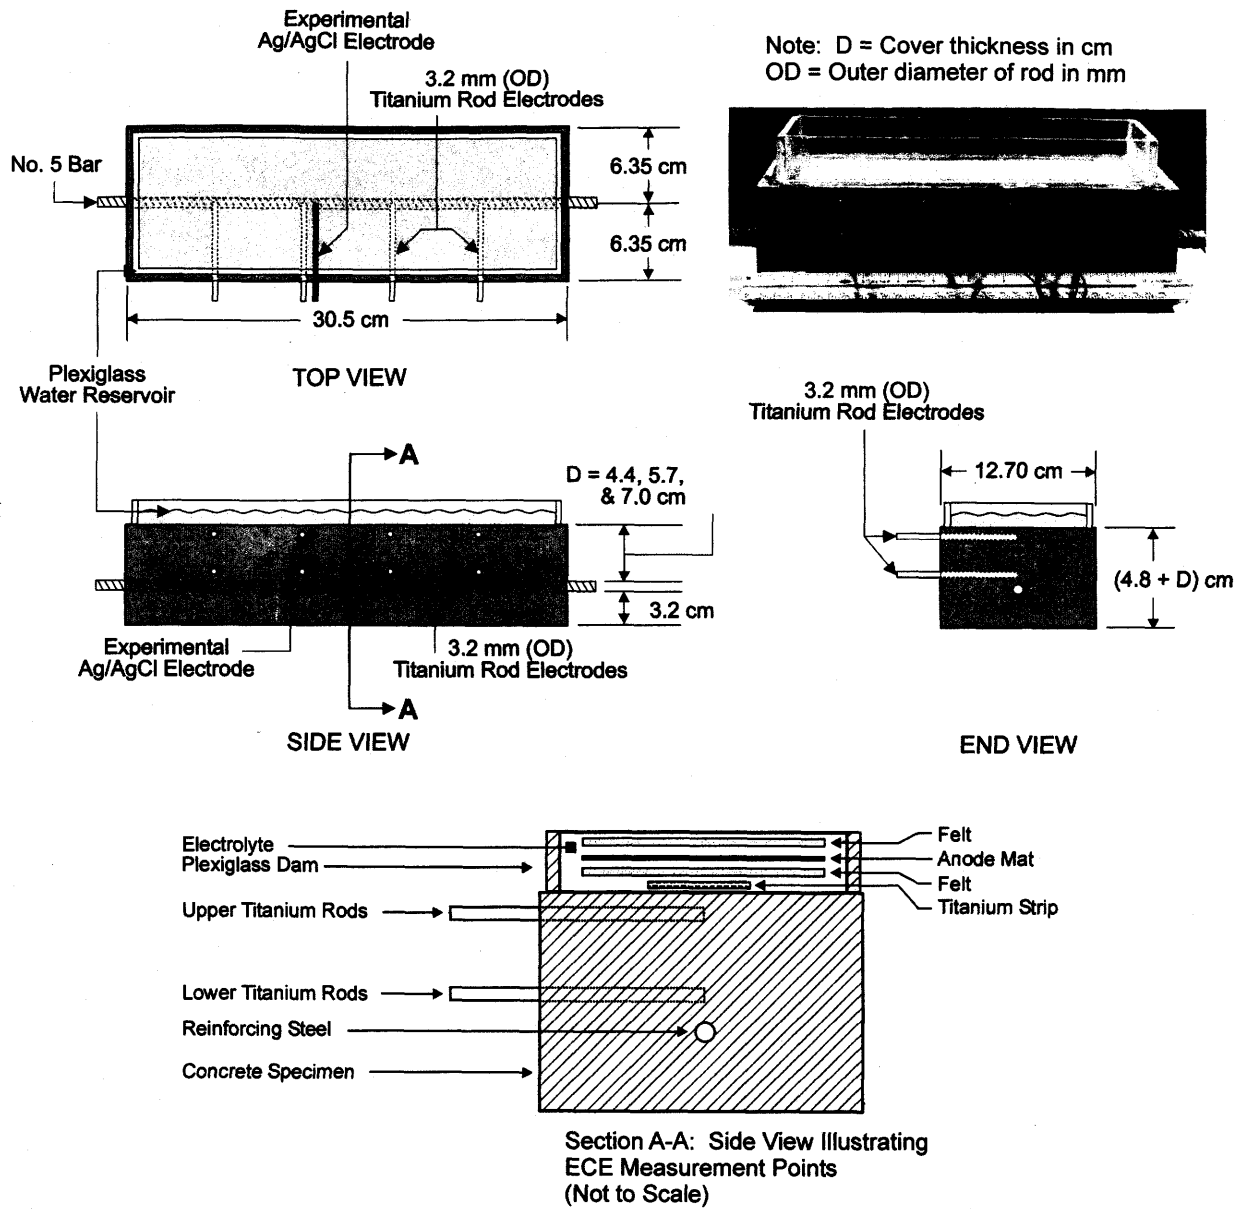 Experimental
Ag/AgCl Electrode
3.2 mm (OD)
Titanium Rod Electrodes
Note: D = Cover thickness in cm
OD = Outer diameter of rod in mm
No. 5 Bar
6.35 cm
6.35 cm
30.5 cm
TOP VIEW
Plexiglass
Water Reservoir
A
D = 4.4, 5.7,
& 7.0 cm
3.2 cm
Experimental
Ag/AgCl Electrode
3.2 mm (OD)
Titanium Rod Electrodes
A
SIDE VIEW
3.2 mm (OD)
Titanium Rod Electrodes
12.70 cm
(4.8 + D) cm
END VIEW
Electrolyte
Plexiglass Dam
Upper Titanium Rods
Lower Titanium Rods
Reinforcing Steel
Concrete Specimen
Felt
Anode Mat
Felt
Titanium Strip
Section A-A: Side View Illustrating
ECE Measurement Points
(Not to Scale)